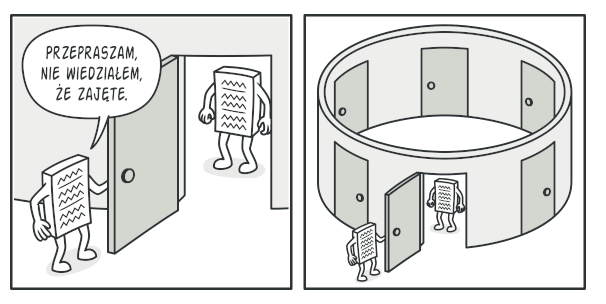 PRZEPRASZAM,
NIE WIEDZIAŁEM,
ŻE ZAJĘTE.